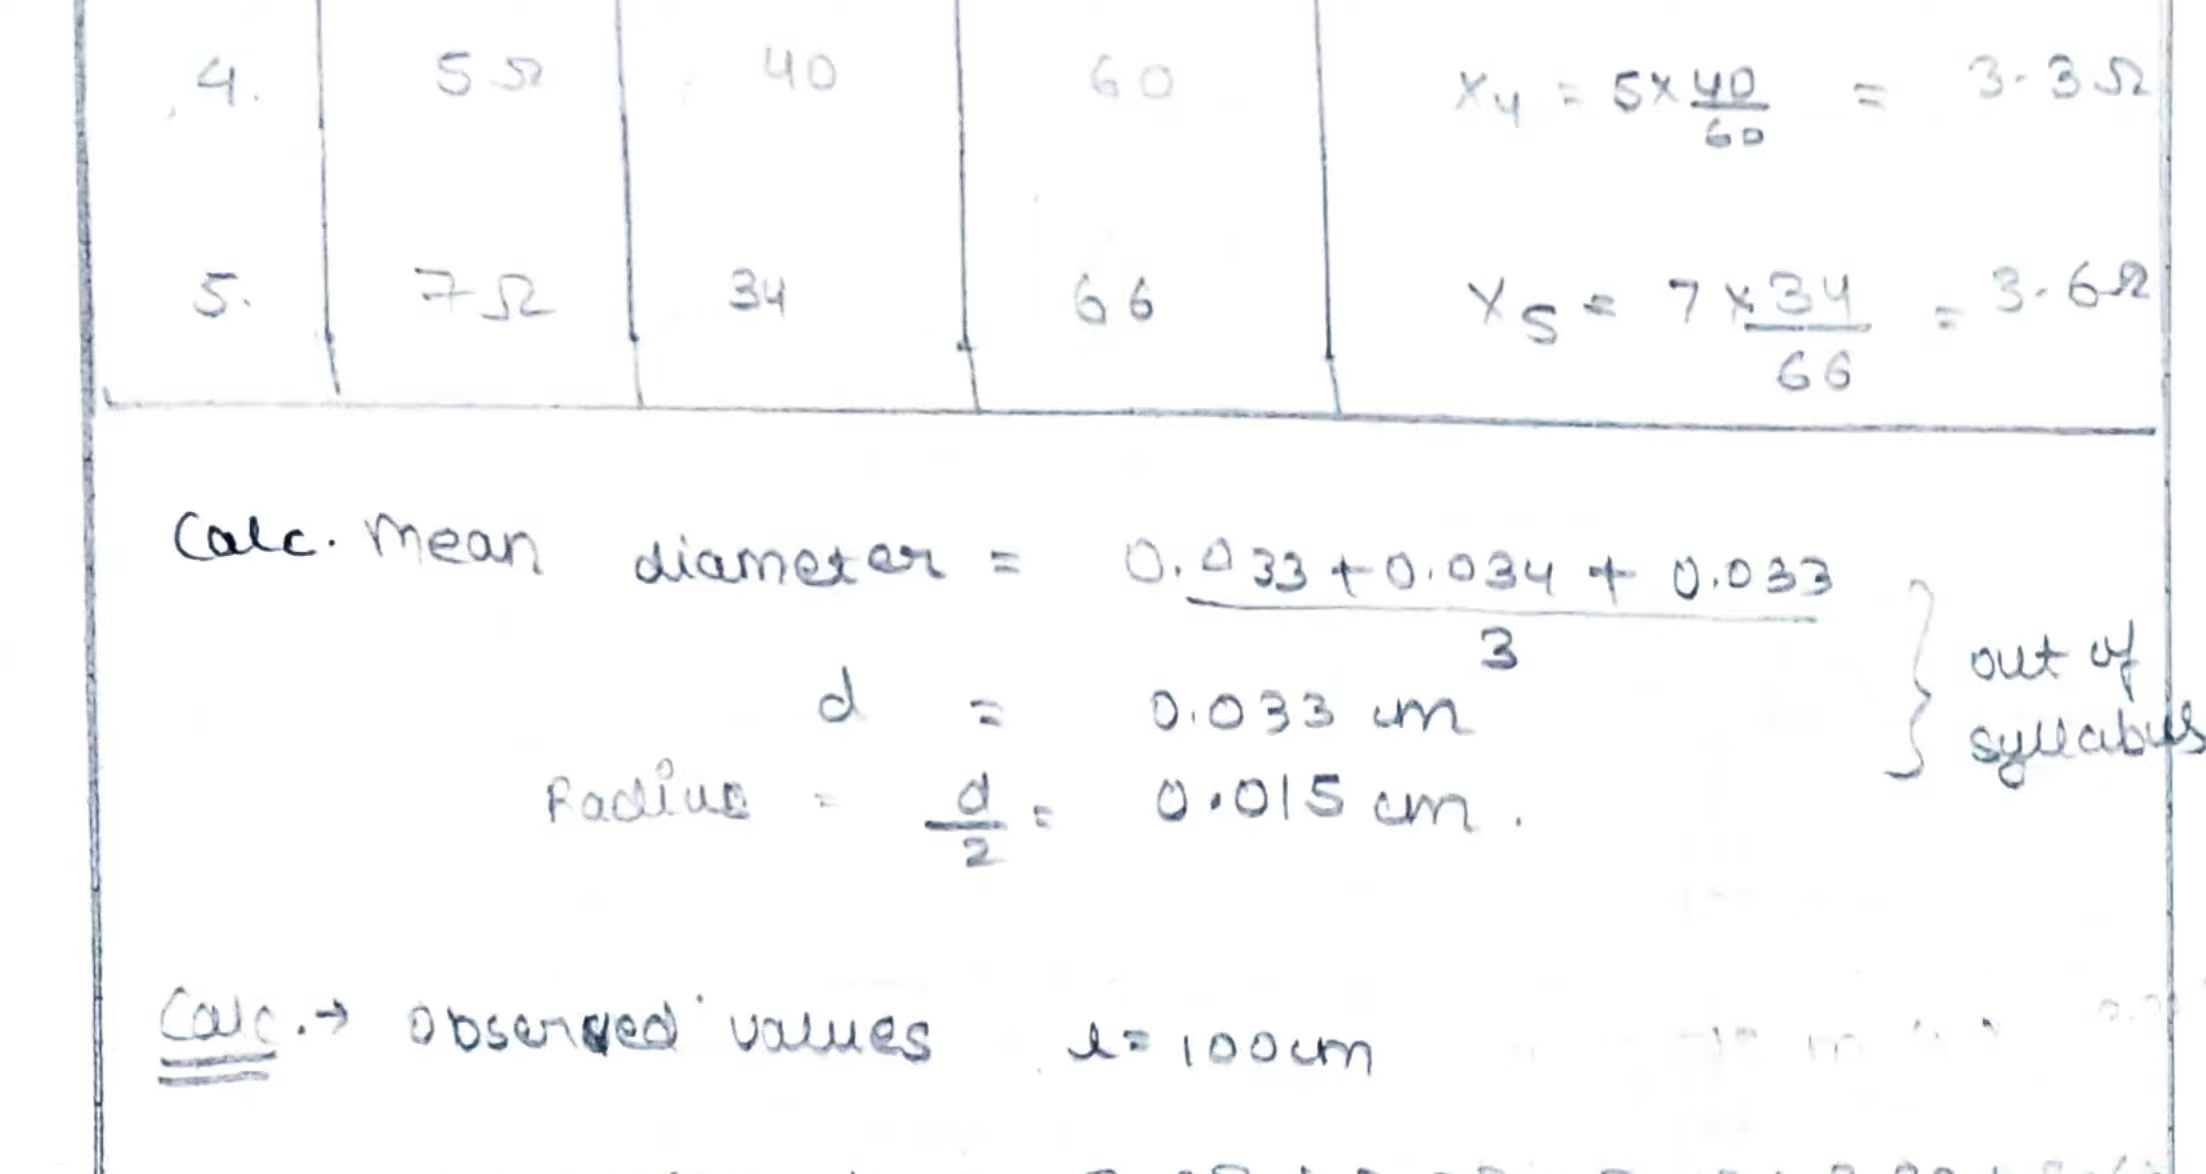 4. 5Ω 40 60 X4 = 5 × 40/60 = 3.3Ω
5. 7Ω 34 66 X5 = 7 × 34/66 = 3.6Ω
Calc. Mean diameter = 0.033 + 0.034 + 0.033 / 3
d = 0.033 cm
Radius = d/2 = 0.015 cm.
} out of
syllabus
Calc. → observed values l = 100cm